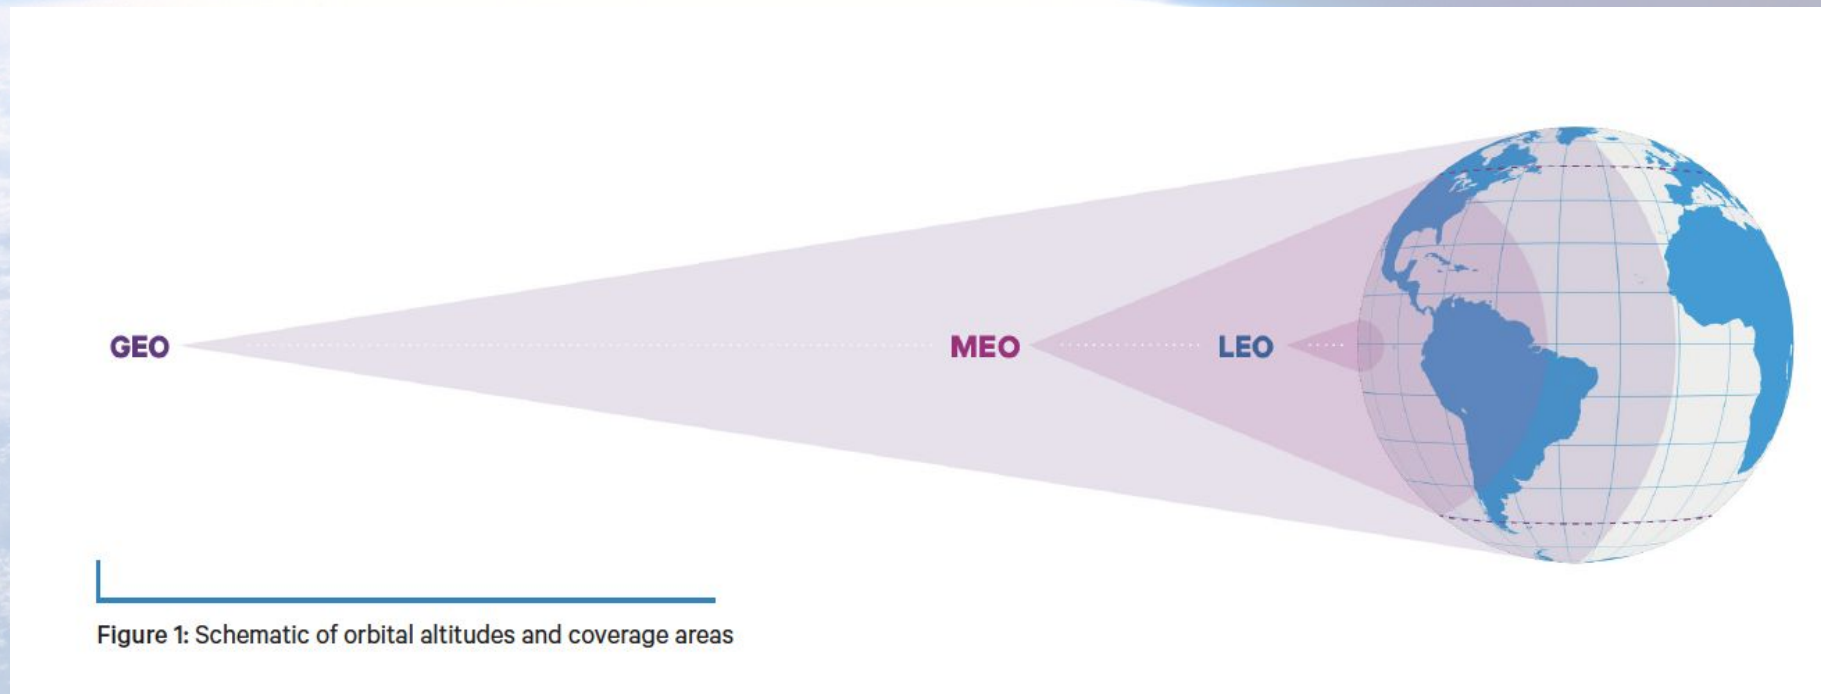 GEO MEO LEO
Figure 1: Schematic of orbital altitudes and coverage areas